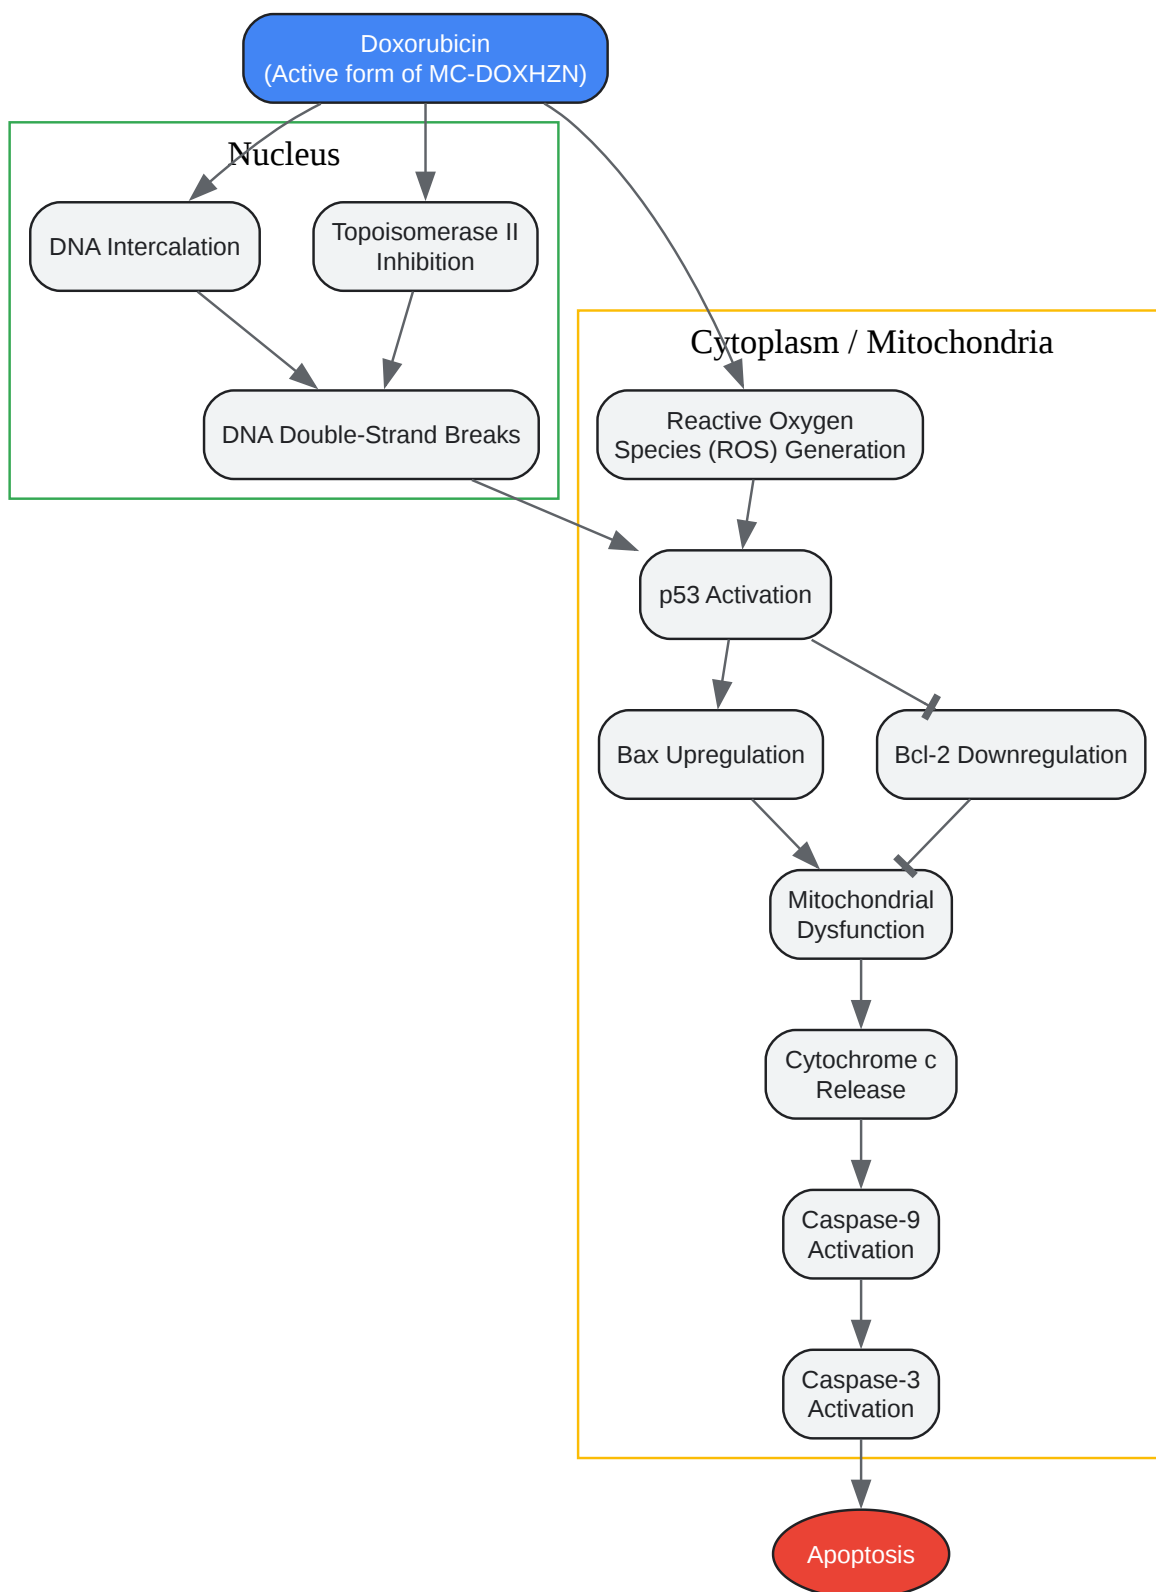 Doxorubicin
(Active form of MC-DOXHZN)
Nucleus
DNA Intercalation
Topoisomerase II
Inhibition
DNA Double-Strand Breaks
Cytoplasm / Mitochondria
Reactive Oxygen
Species (ROS) Generation
p53 Activation
Bax Upregulation
Bcl-2 Downregulation
Mitochondrial
Dysfunction
Cytochrome c
Release
Caspase-9
Activation
Caspase-3
Activation
Apoptosis